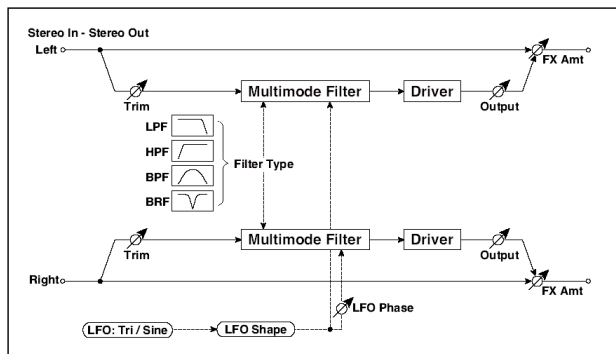 Stereo In - Stereo Out
Left
FX Amt
Trim
Multimode Filter
Driver
Output
LPF
HPF
BPF
BRF
Filter Type
Trim
Multimode Filter
Driver
Output
Right
FX Amt
LFO Phase
LFO: Tri / Sine
LFO Shape